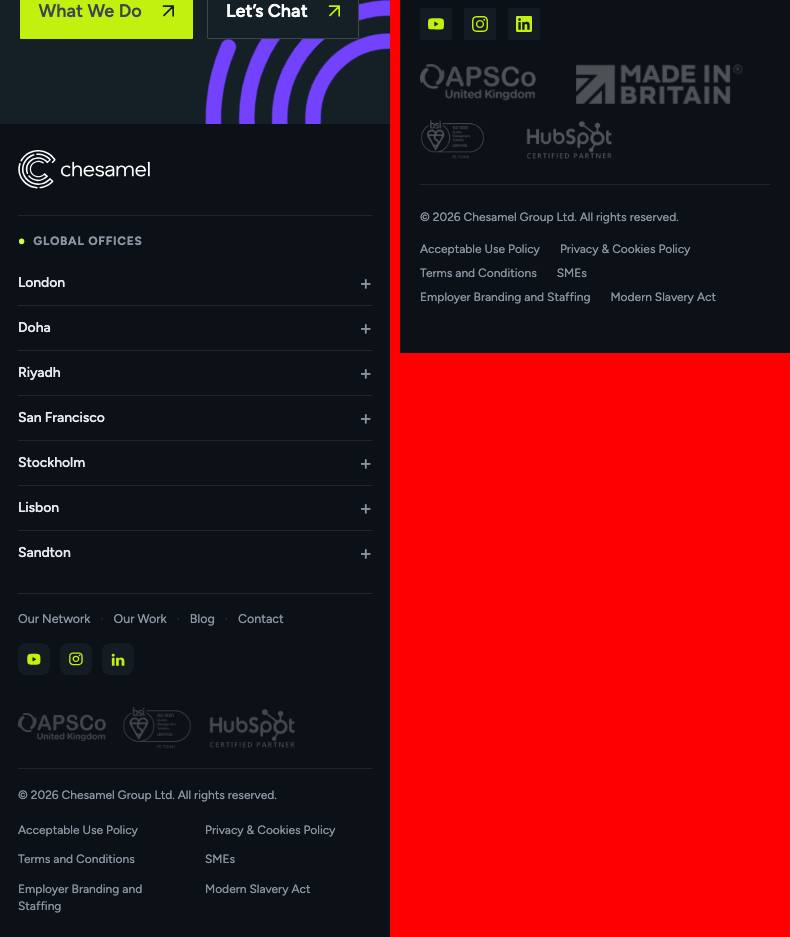 What We Do
Let's Chat
chesamel
GLOBAL OFFICES
London
Doha
Riyadh
San Francisco
Stockholm
Lisbon
Sandton
Our Network · Our Work · Blog · Contact
APSCo
United Kingdom
bsi
HubSpot
CERTIFIED PARTNER
© 2026 Chesamel Group Ltd. All rights reserved.
Acceptable Use Policy
Privacy & Cookies Policy
Terms and Conditions
SMEs
Employer Branding and
Staffing
Modern Slavery Act
APSCo
United Kingdom
MADE IN
BRITAIN®
bsi
HubSpot
CERTIFIED PARTNER
© 2026 Chesamel Group Ltd. All rights reserved.
Acceptable Use Policy
Privacy & Cookies Policy
Terms and Conditions
SMEs
Employer Branding and Staffing
Modern Slavery Act